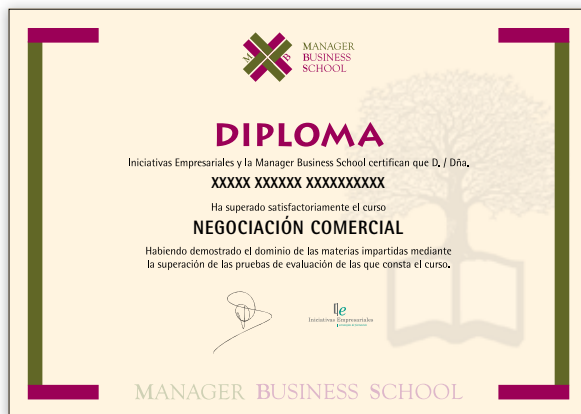 M B
MANAGER
BUSINESS
SCHOOL
DIPLOMA
Iniciativas Empresariales y la Manager Business School certifican que D. / Dña.
XXXXX XXXXXX XXXXXXXXXX
Ha superado satisfactoriamente el curso
NEGOCIACIÓN COMERCIAL
Habiendo demostrado el dominio de las materias impartidas mediante
la superación de las pruebas de evaluación de las que consta el curso.
Iniciativas Empresariales
MANAGER BUSINESS SCHOOL